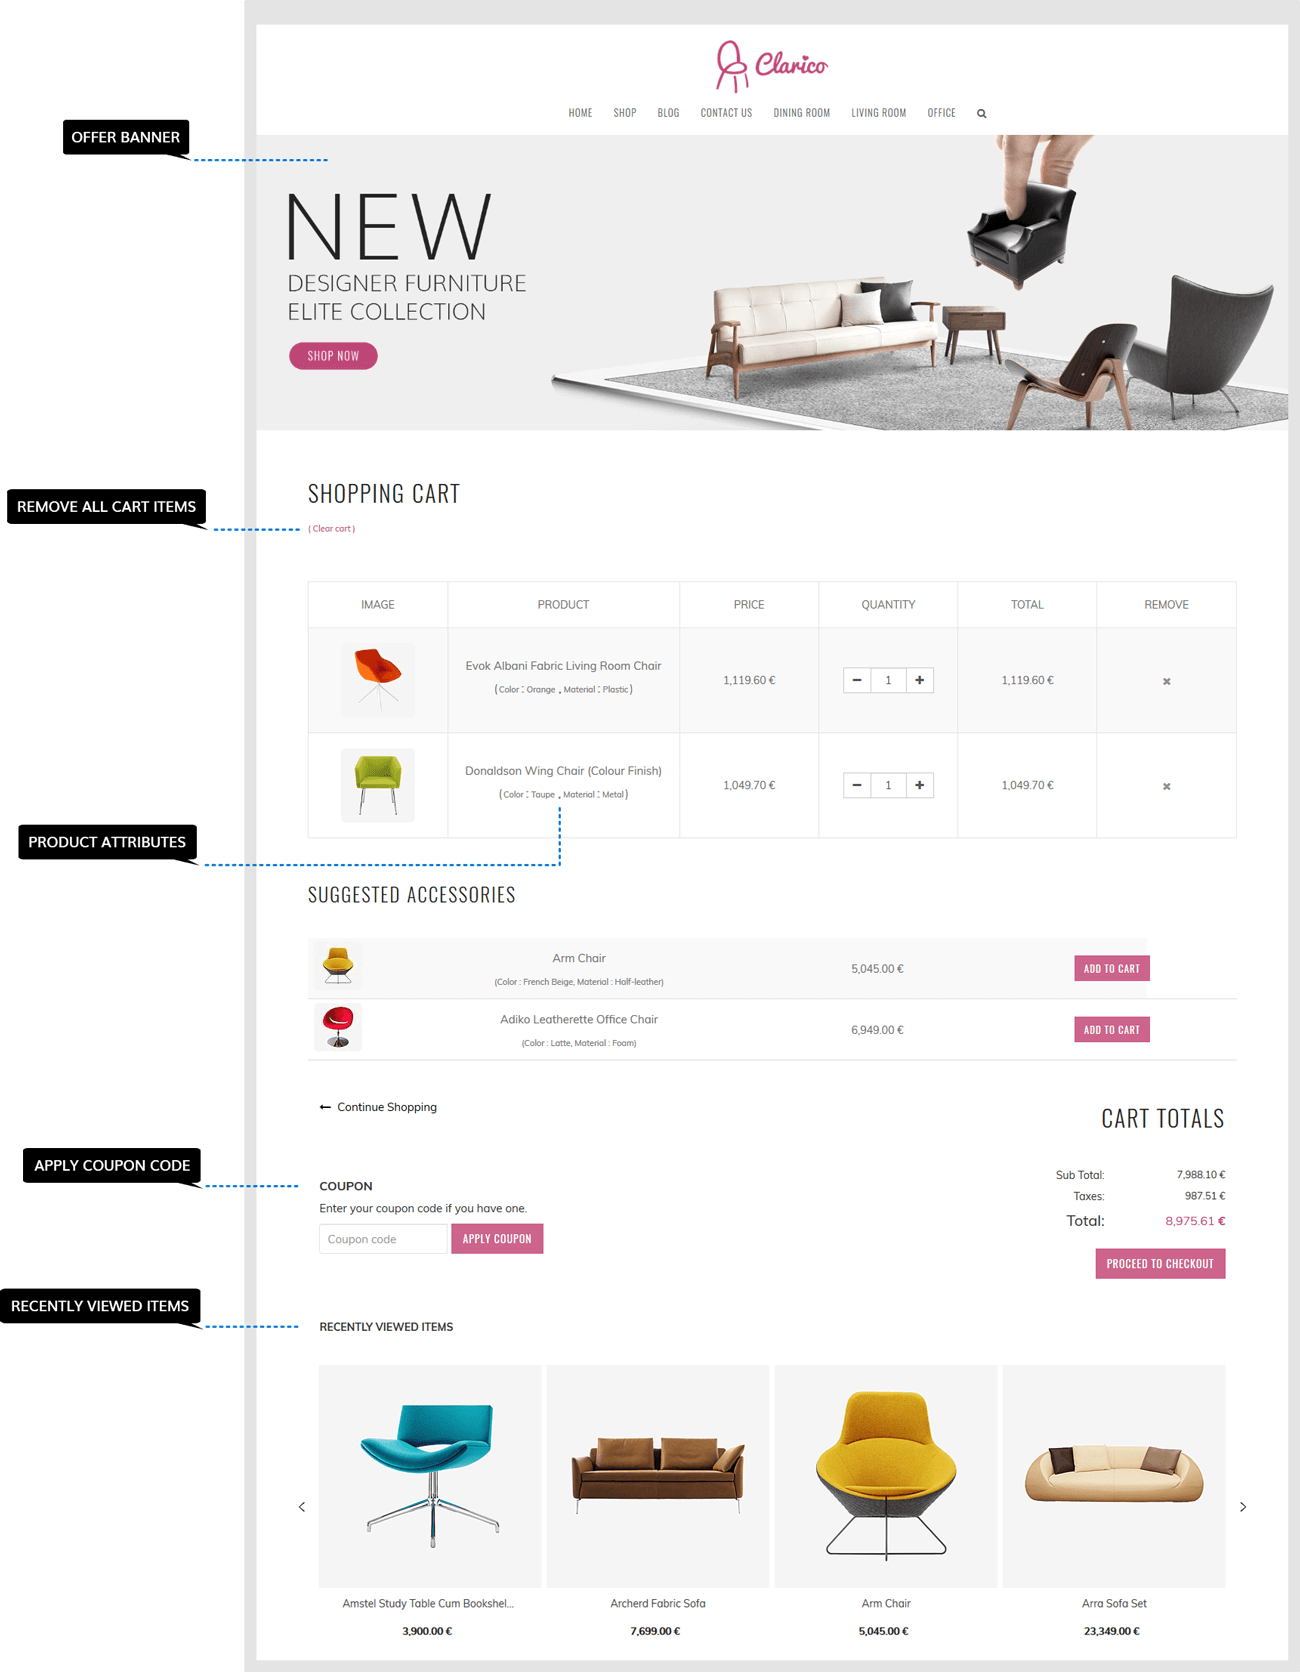 Clarico
HOME SHOP BLOG CONTACT US DINING ROOM LIVING ROOM OFFICE
OFFER BANNER
NEW
DESIGNER FURNITURE
ELITE COLLECTION
SHOP NOW
SHOPPING CART
REMOVE ALL CART ITEMS
( Clear cart )
IMAGE PRODUCT PRICE QUANTITY TOTAL REMOVE
Evok Albani Fabric Living Room Chair
( Color : Orange , Material : Plastic )
1,119.60 € 1 1,119.60 €
Donaldson Wing Chair (Colour Finish)
( Color : Taupe , Material : Metal )
1,049.70 € 1 1,049.70 €
PRODUCT ATTRIBUTES
SUGGESTED ACCESSORIES
Arm Chair
(Color : French Beige, Material : Half-leather)
5,045.00 € ADD TO CART
Adiko Leatherette Office Chair
(Color : Latte, Material : Foam)
6,949.00 € ADD TO CART
Continue Shopping
CART TOTALS
APPLY COUPON CODE
Sub Total: 7,988.10 €
Taxes: 987.51 €
Total: 8,975.61 €
PROCEED TO CHECKOUT
COUPON
Enter your coupon code if you have one.
Coupon code APPLY COUPON
RECENTLY VIEWED ITEMS
RECENTLY VIEWED ITEMS
Amstel Study Table Cum Bookshel... Archerd Fabric Sofa Arm Chair Arra Sofa Set
3,900.00 € 7,699.00 € 5,045.00 € 23,349.00 €